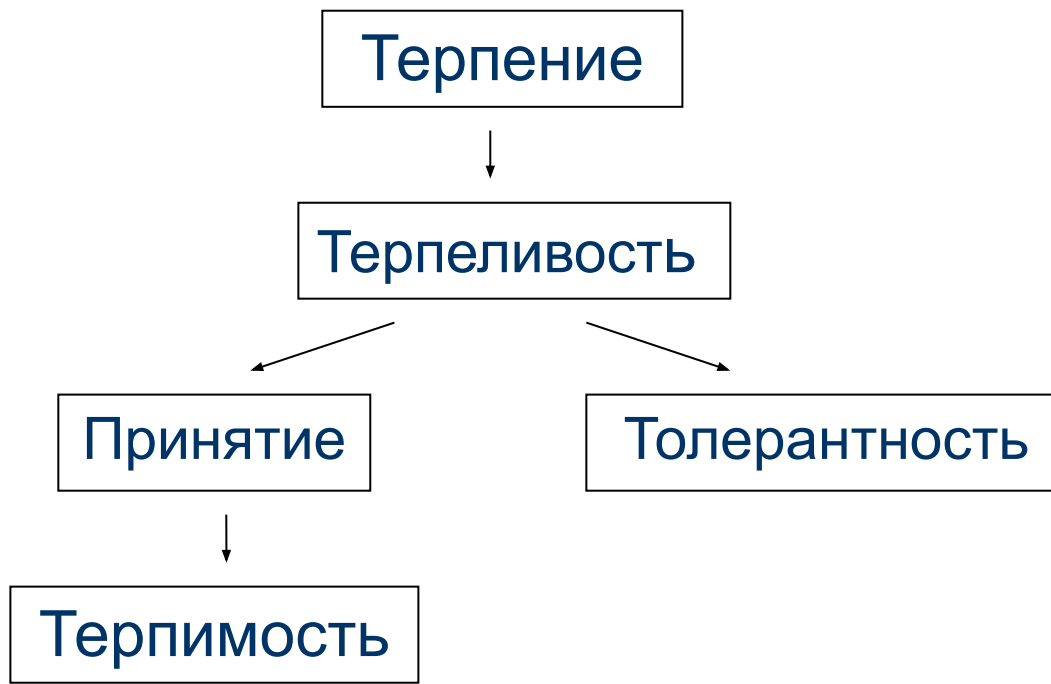 Терпение
Терпеливость
Принятие
Толерантность
Терпимость